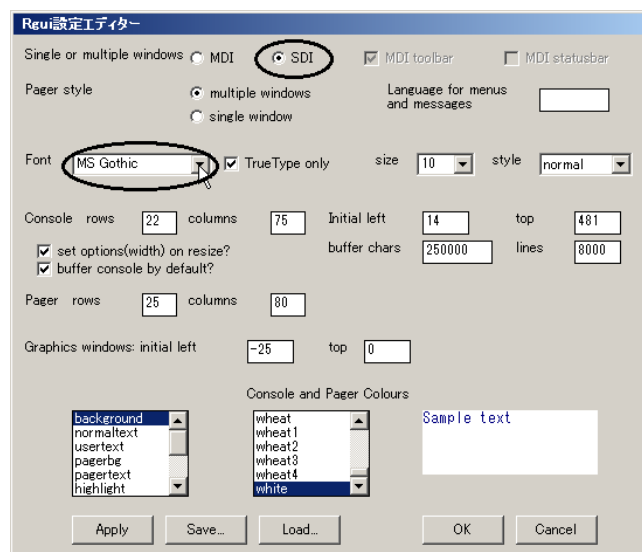 Rgui設定エディター
Single or multiple windows MDI SDI MDI toolbar MDI statusbar
Pager style multiple windows Language for menus and messages
single window
Font MS Gothic TrueType only size 10 style normal
Console rows 22 columns 75 Initial left 14 top 481
set options(width) on resize? buffer chars 250000 lines 8000
buffer console by default?
Pager rows 25 columns 80
Graphics windows: initial left -25 top 0
Console and Pager Colours
background wheat Sample text
normaltext wheat1
usertext wheat2
pagerbg wheat3
pagertext wheat4
highlight white
Apply Save... Load... OK Cancel